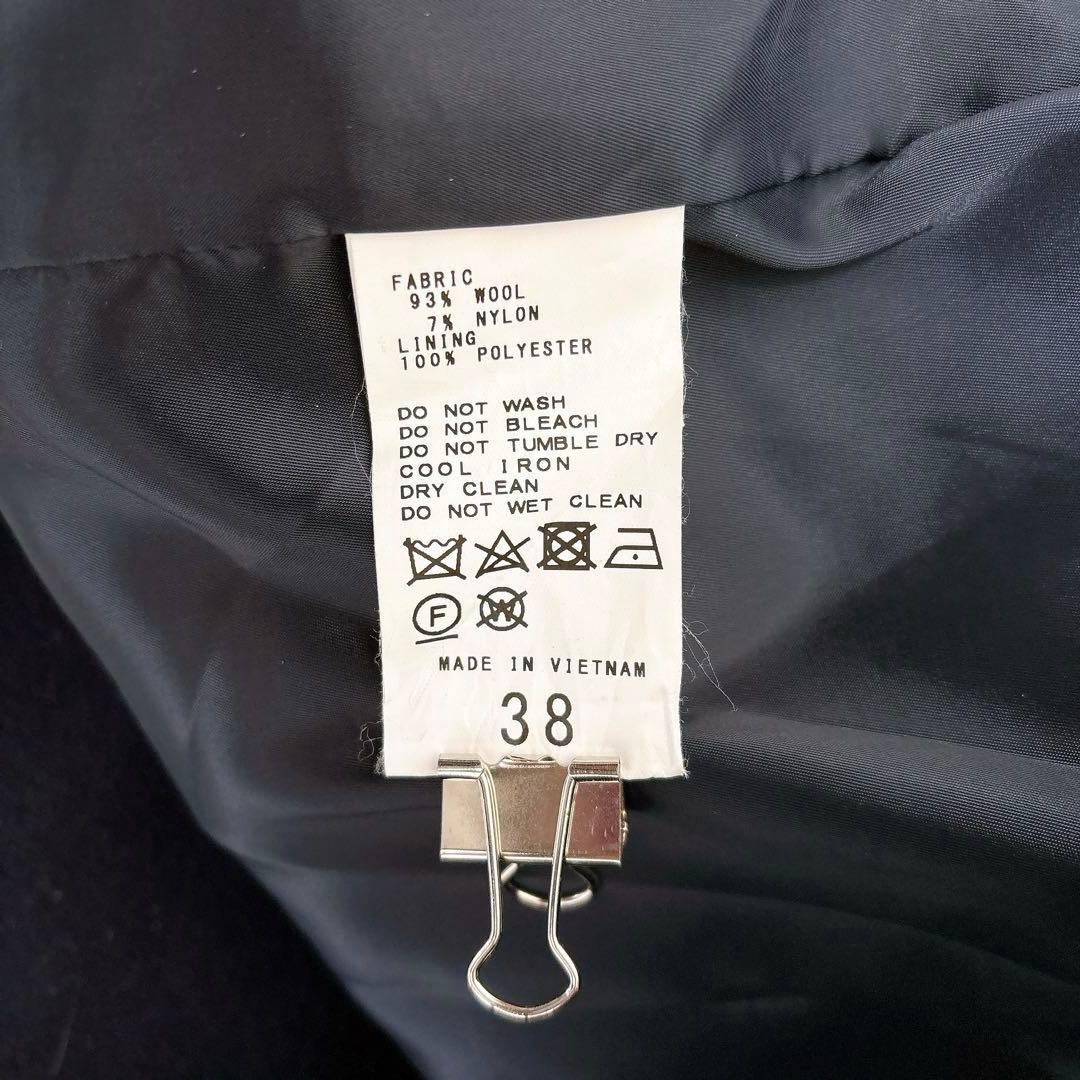 FABRIC
93% WOOL
7% NYLON
LINING
100% POLYESTER
DO NOT WASH
DO NOT BLEACH
DO NOT TUMBLE DRY
COOL IRON
DRY CLEAN
DO NOT WET CLEAN
F W
MADE IN VIETNAM
38